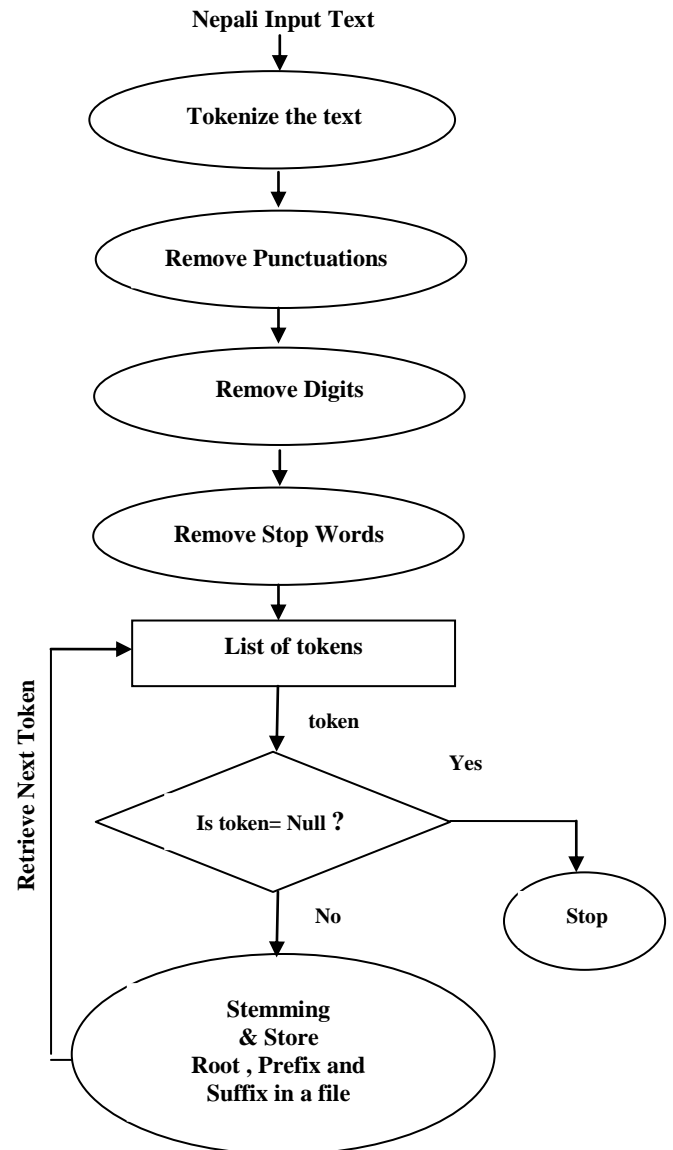 Nepali Input Text
Tokenize the text
Remove Punctuations
Remove Digits
Remove Stop Words
List of tokens
Retrieve Next Token
token
Yes
Is token= Null ?
No
Stop
Stemming
& Store
Root , Prefix and
Suffix in a file